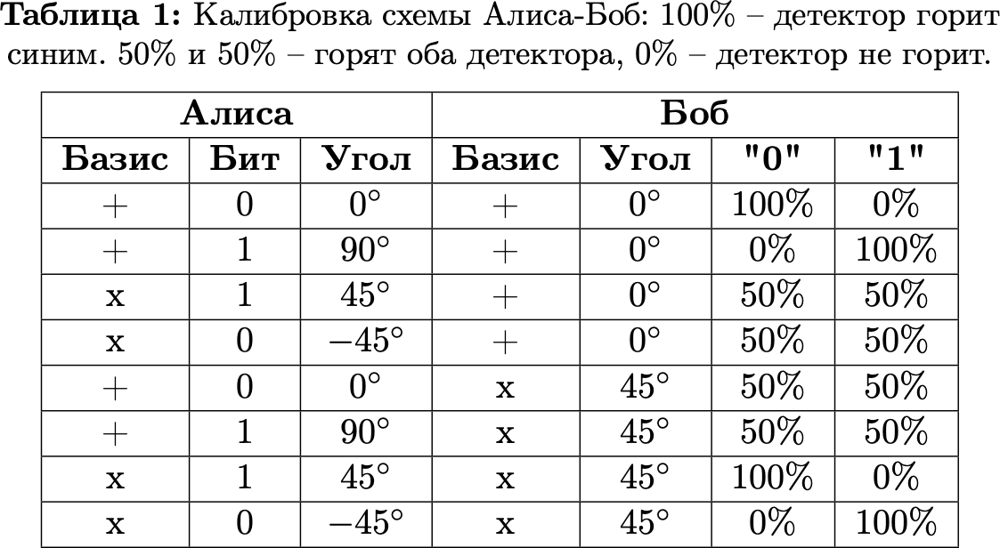 Таблица 1: Калибровка схемы Алиса-Боб: 100% – детектор горит
синим. 50% и 50% – горят оба детектора, 0% – детектор не горит.
Алиса Боб
Базис Бит Угол Базис Угол "0" "1"
+ 0 0° + 0° 100% 0%
+ 1 90° + 0° 0% 100%
x 1 45° + 0° 50% 50%
x 0 −45° + 0° 50% 50%
+ 0 0° x 45° 50% 50%
+ 1 90° x 45° 50% 50%
x 1 45° x 45° 100% 0%
x 0 −45° x 45° 0% 100%